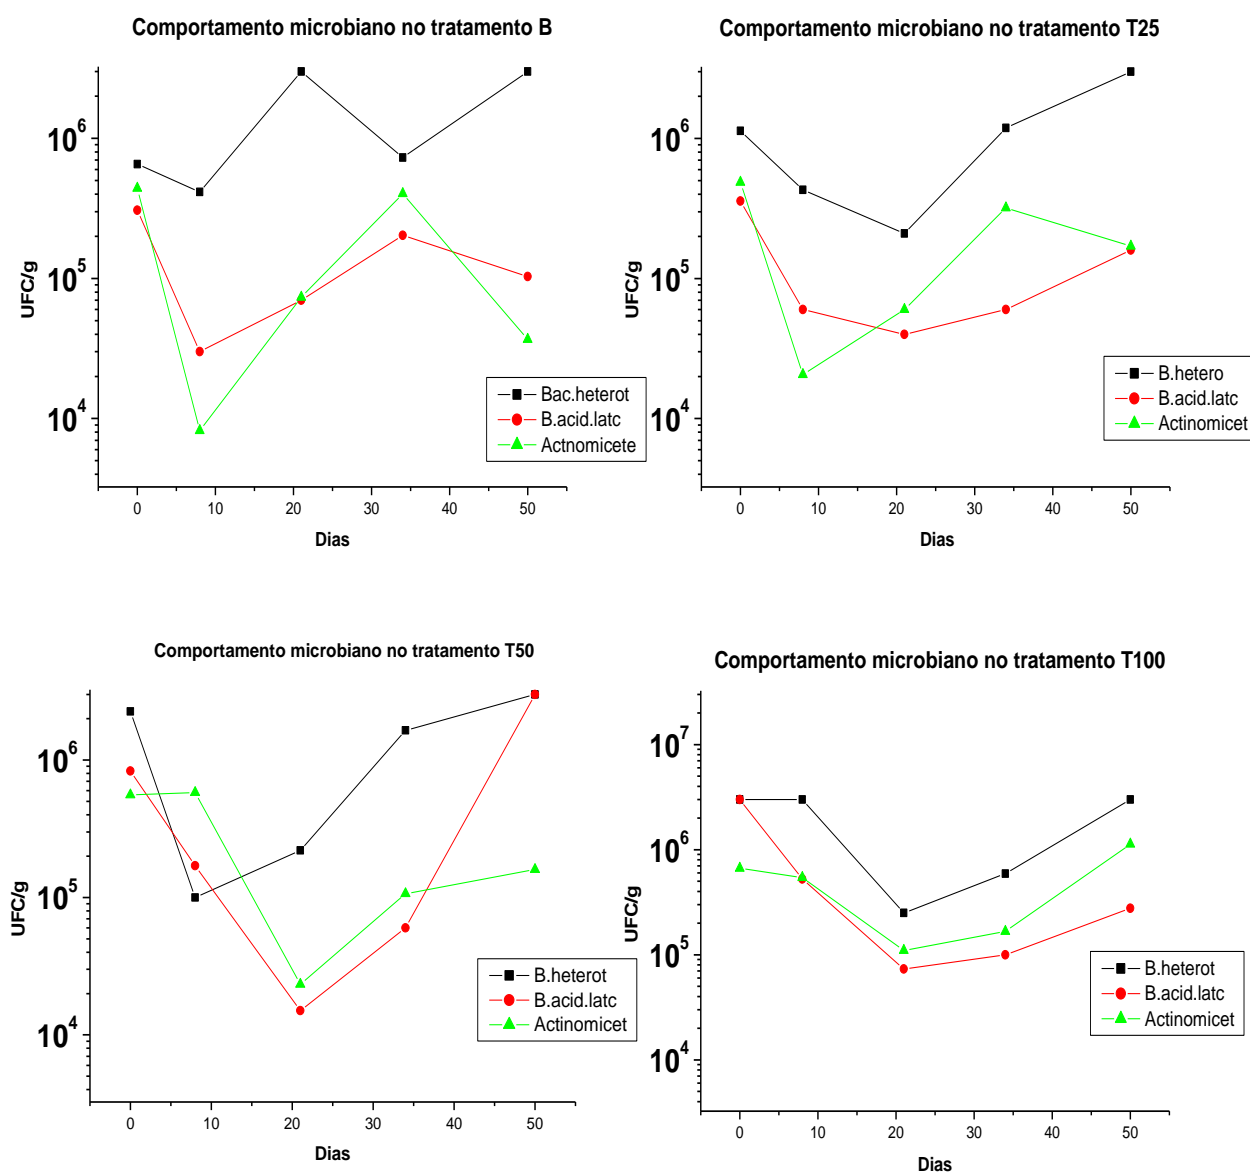 Comportamento microbiano no tratamento B
10^6
10^5
10^4
UFC/g
0 10 20 30 40 50
Dias
Bac.heterot
B.acid.latc
Actnomicete
Comportamento microbiano no tratamento T25
10^6
10^5
10^4
UFC/g
0 10 20 30 40 50
Dias
B.hetero
B.acid.latc
Actinomicet
Comportamento microbiano no tratamento T50
10^6
10^5
10^4
UFC/g
0 10 20 30 40 50
Dias
B.heterot
B.acid.latc
Actinomicet
Comportamento microbiano no tratamento T100
10^7
10^6
10^5
10^4
UFC/g
0 10 20 30 40 50
Dias
B.heterot
B.acid.latc
Actinomicet